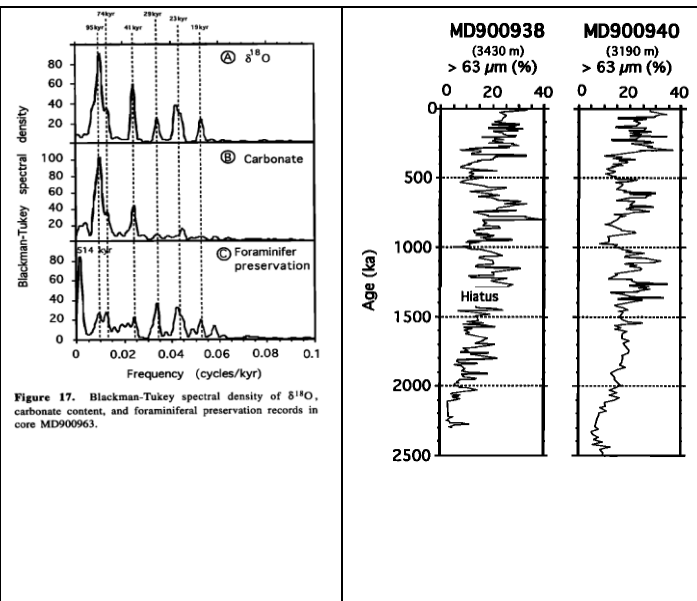 95kyr
74kyr
41kyr
29kyr
23kyr
19kyr
Ⓐ δ¹⁸O
80
60
40
20
Blackman-Tukey spectral density
Ⓑ Carbonate
100
80
60
40
20
514 kyr
Ⓒ Foraminifer
preservation
80
60
40
20
0
0 0.02 0.04 0.06 0.08 0.1
Frequency (cycles/kyr)
Figure 17. Blackman-Tukey spectral density of δ¹⁸O,
carbonate content, and foraminiferal preservation records in
core MD900963.
MD900938 MD900940
(3430 m) (3190 m)
> 63 µm (%) > 63 µm (%)
0 20 40 0 20 40
0
500
1000
Age (ka)
Hiatus
1500
2000
2500